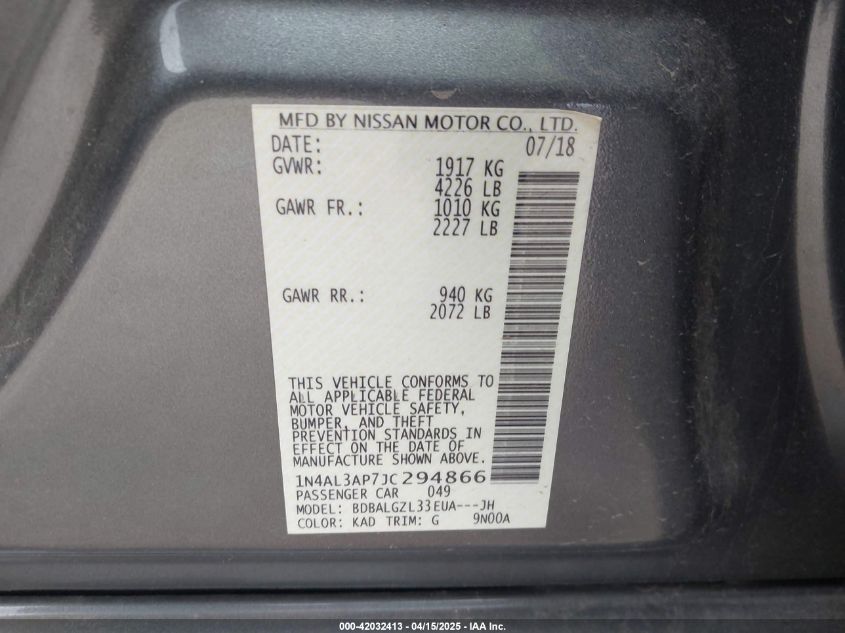 MFD BY NISSAN MOTOR CO., LTD.
DATE: 07/18
GVWR: 1917 KG
4226 LB
GAWR FR.: 1010 KG
2227 LB
GAWR RR.: 940 KG
2072 LB
THIS VEHICLE CONFORMS TO
ALL APPLICABLE FEDERAL
MOTOR VEHICLE SAFETY,
BUMPER, AND THEFT
PREVENTION STANDARDS IN
EFFECT ON THE DATE OF
MANUFACTURE SHOWN ABOVE.
1N4AL3AP7JC294866
PASSENGER CAR 049
MODEL: BDBALGZL33EUA---JH
COLOR: KAD TRIM: G 9N00A
000-42032413 - 04/15/2025 - IAA Inc.